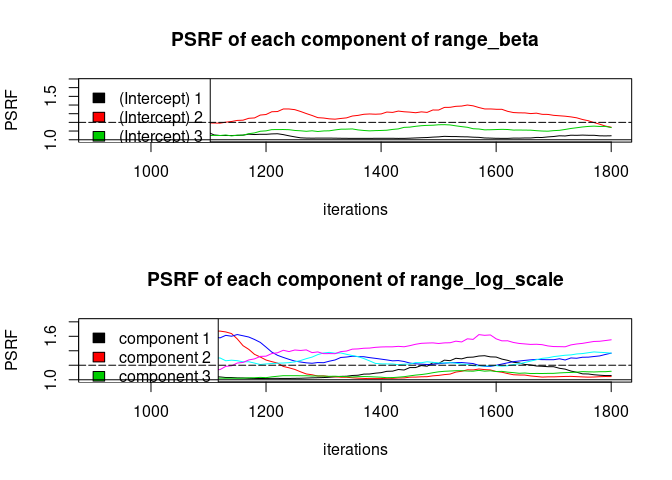 PSRF of each component of range_beta
PSRF
1.0 1.5
(Intercept) 1
(Intercept) 2
(Intercept) 3
1000 1200 1400 1600 1800
iterations
PSRF of each component of range_log_scale
PSRF
1.0 1.6
component 1
component 2
component 3
1000 1200 1400 1600 1800
iterations